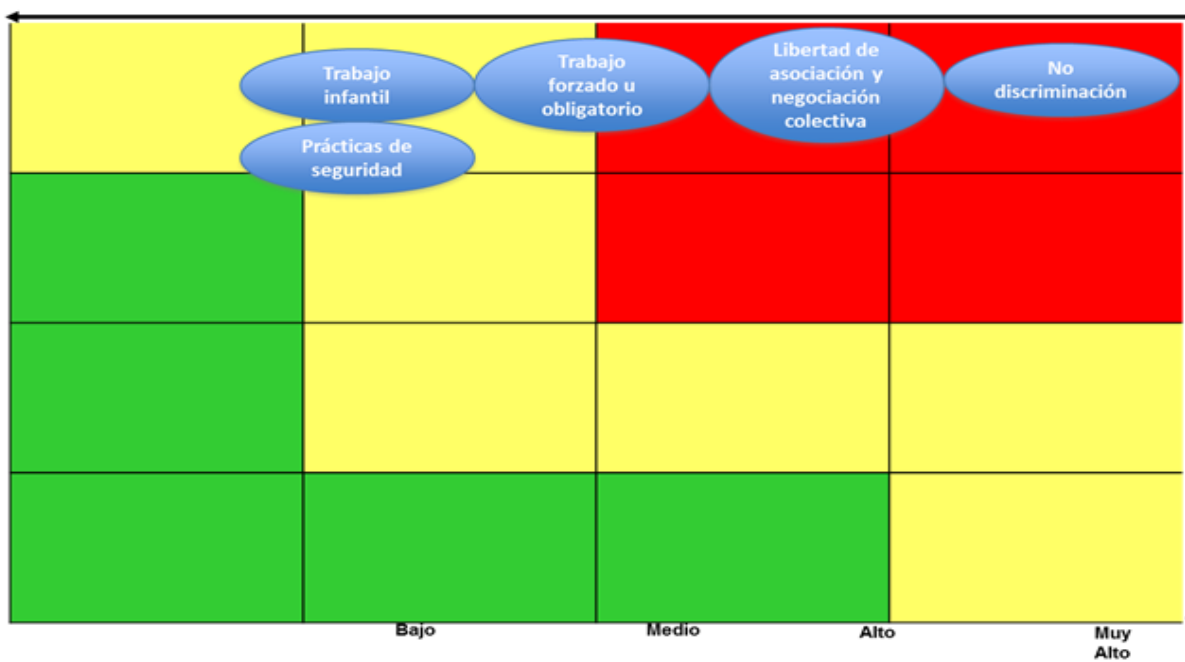 Trabajo
infantil
Trabajo
forzado u
obligatorio
Libertad de
asociación y
negociación
colectiva
No
discriminación
Prácticas de
seguridad
Bajo
Medio
Alto
Muy
Alto